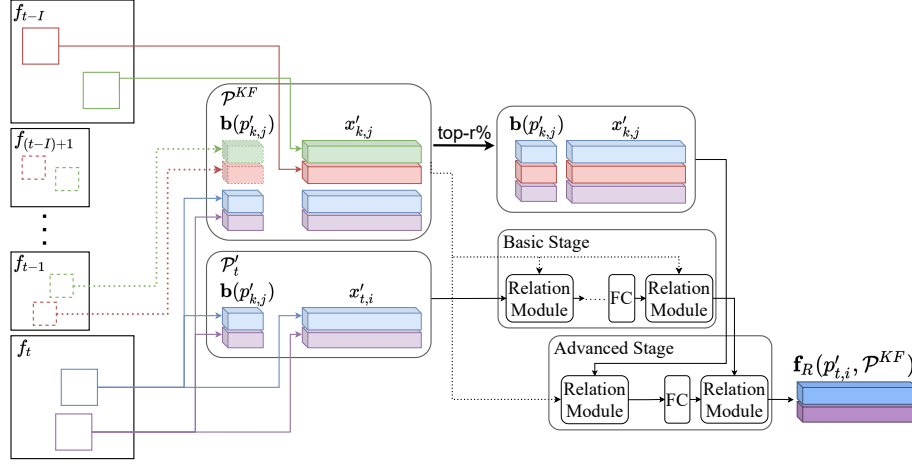 f_{t-I}
f_{(t-I)+1}
f_{t-1}
f_t
𝒫^{KF}
b(p'_{k,j}) x'_{k,j}
top-r%
b(p'_{k,j}) x'_{k,j}
𝒫'_t
b(p'_{k,j}) x'_{t,i}
Basic Stage
Relation
Module
FC
Relation
Module
Advanced Stage
Relation
Module
FC
Relation
Module
f_R(p'_{t,i}, 𝒫^{KF})